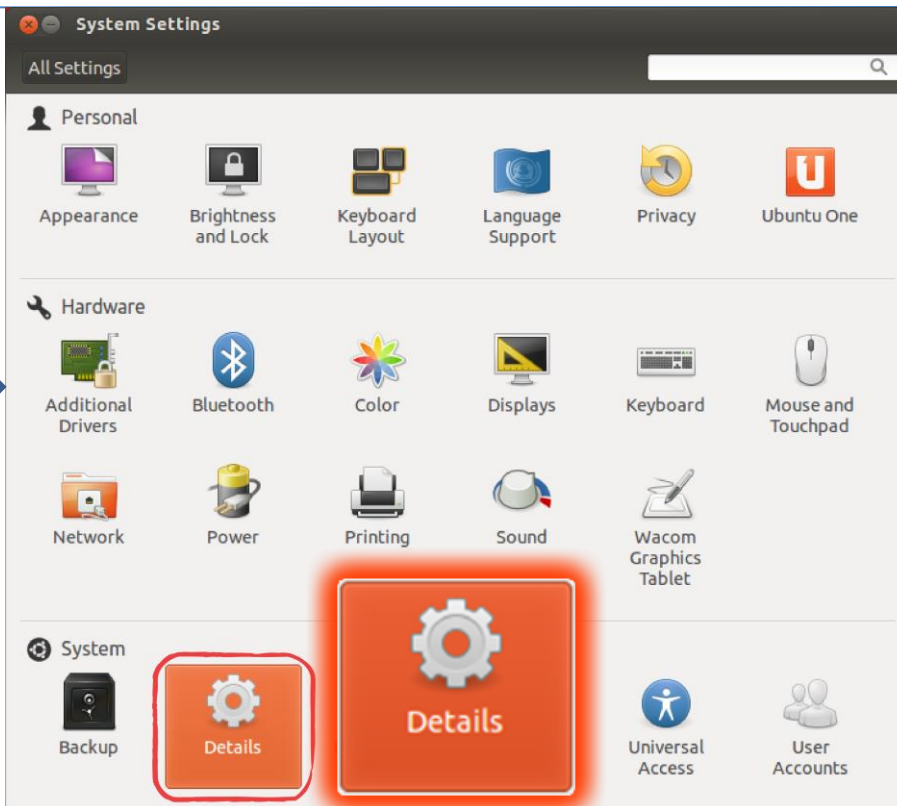 System Settings
All Settings
Personal
Appearance
Brightness
and Lock
Keyboard
Layout
Language
Support
Privacy
Ubuntu One
Hardware
Additional
Drivers
Bluetooth
Color
Displays
Keyboard
Mouse and
Touchpad
Network
Power
Printing
Sound
Wacom
Graphics
Tablet
System
Backup
Details
Details
Universal
Access
User
Accounts